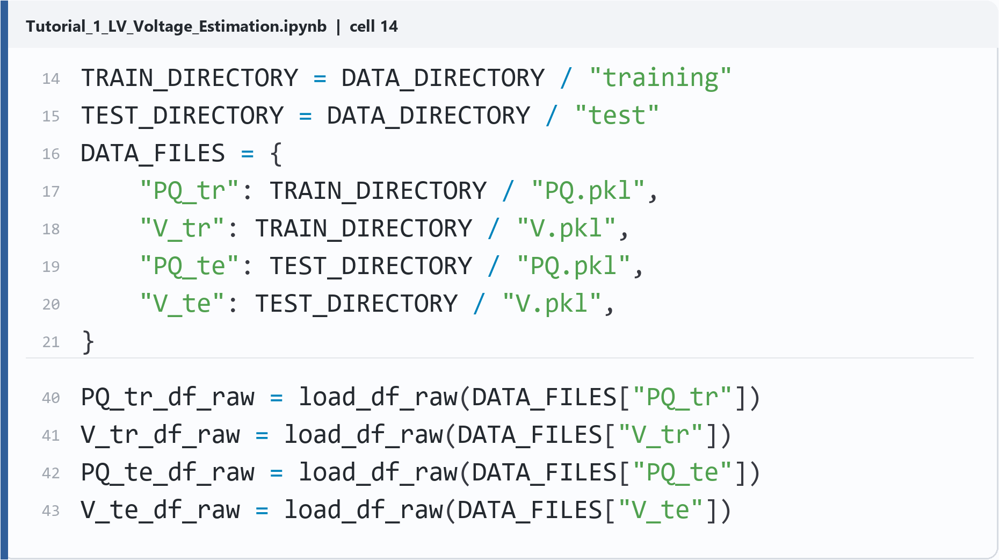 Tutorial_1_LV_Voltage_Estimation.ipynb | cell 14
14 TRAIN_DIRECTORY = DATA_DIRECTORY / "training"
15 TEST_DIRECTORY = DATA_DIRECTORY / "test"
16 DATA_FILES = {
17     "PQ_tr": TRAIN_DIRECTORY / "PQ.pkl",
18     "V_tr": TRAIN_DIRECTORY / "V.pkl",
19     "PQ_te": TEST_DIRECTORY / "PQ.pkl",
20     "V_te": TEST_DIRECTORY / "V.pkl",
21 }
40 PQ_tr_df_raw = load_df_raw(DATA_FILES["PQ_tr"])
41 V_tr_df_raw = load_df_raw(DATA_FILES["V_tr"])
42 PQ_te_df_raw = load_df_raw(DATA_FILES["PQ_te"])
43 V_te_df_raw = load_df_raw(DATA_FILES["V_te"])